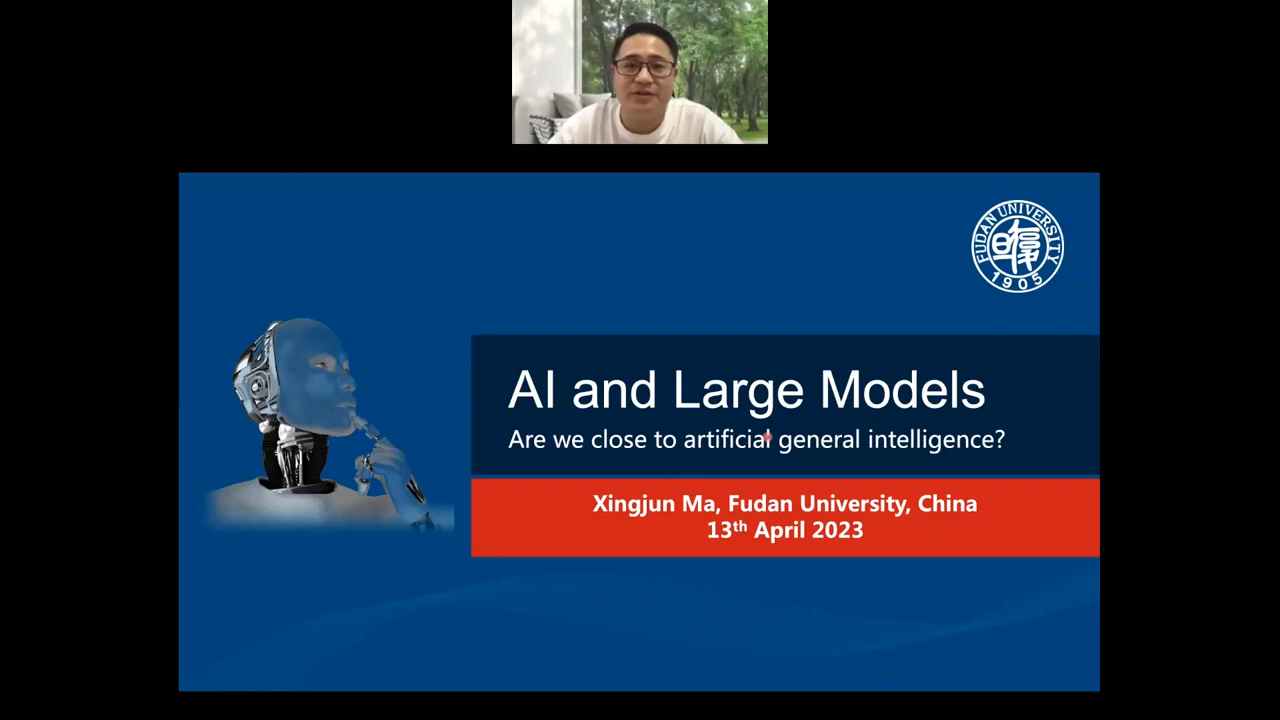 FUDAN UNIVERSITY
1905
AI and Large Models
Are we close to artificial general intelligence?
Xingjun Ma, Fudan University, China
13th April 2023